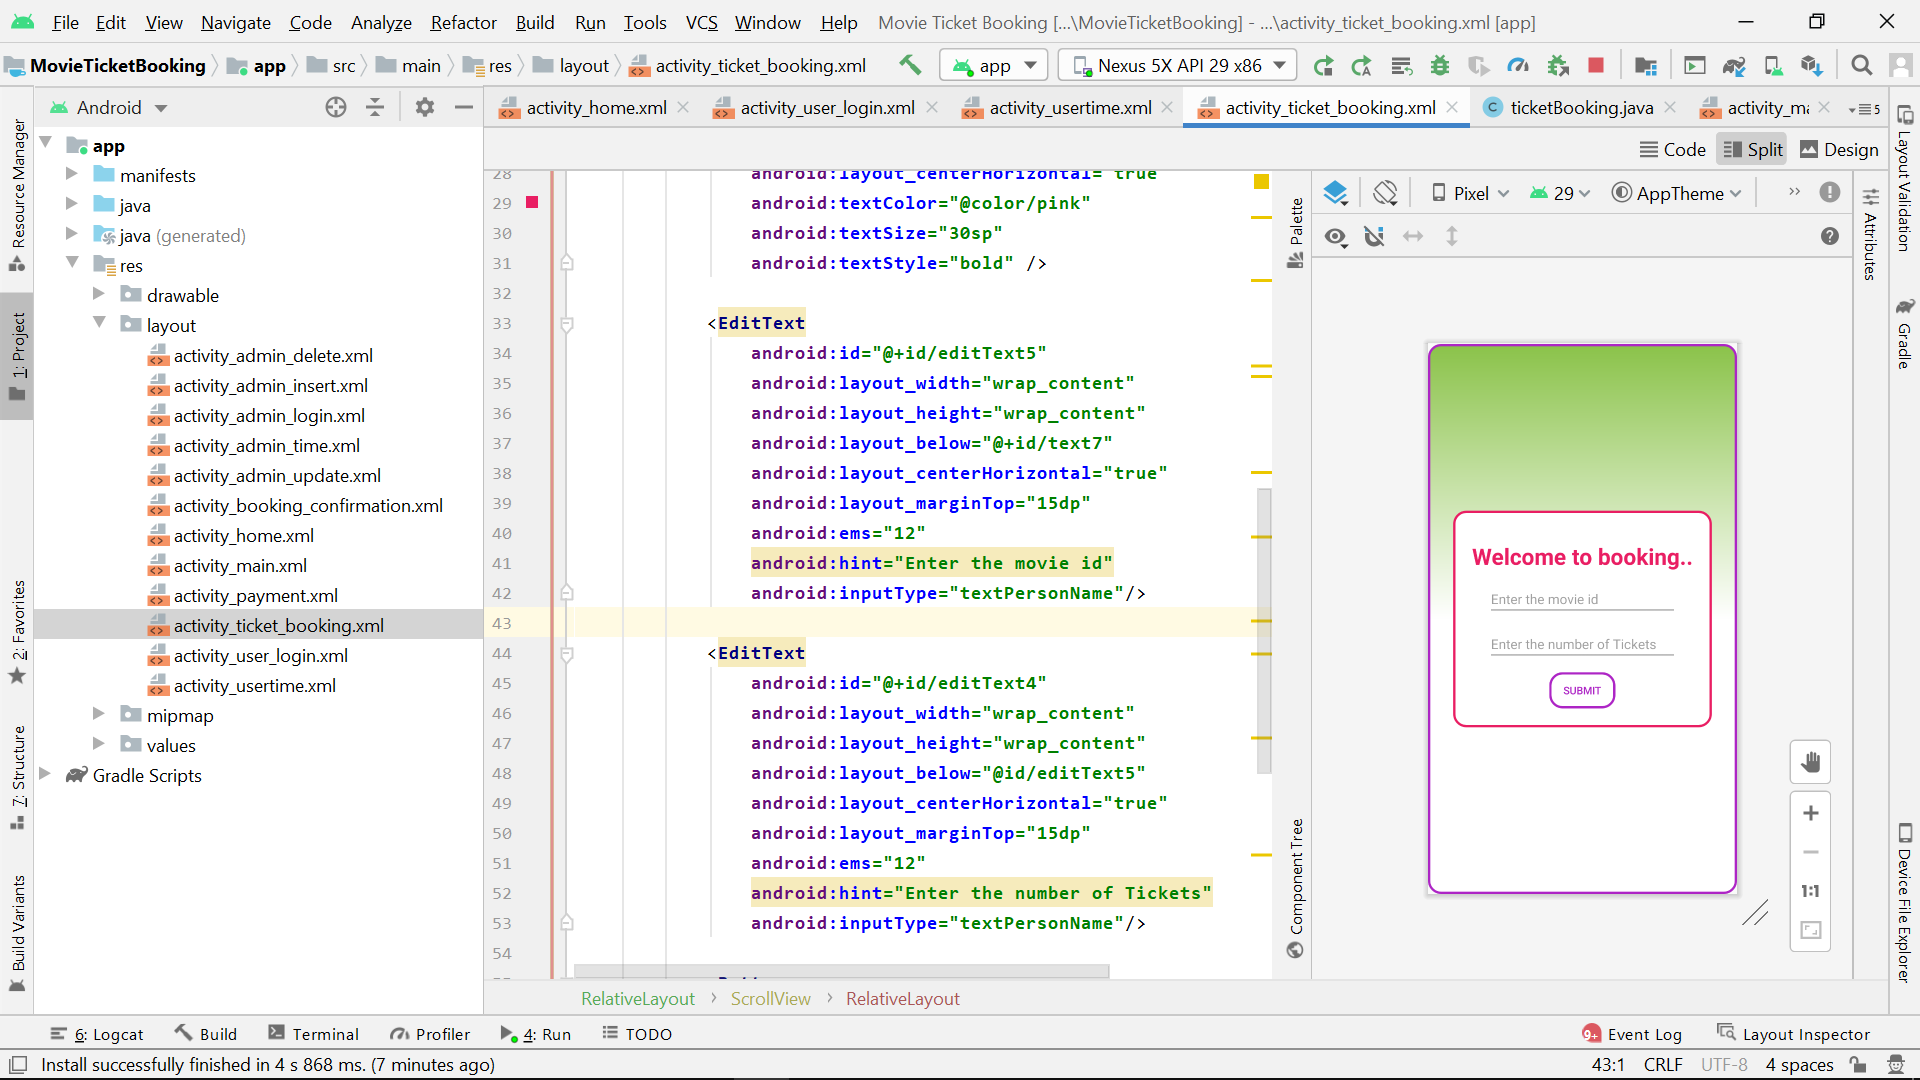 File Edit View Navigate Code Analyze Refactor Build Run Tools VCS Window Help Movie Ticket Booking [...\MovieTicketBooking] - ...\activity_ticket_booking.xml [app]
MovieTicketBooking app src main res layout activity_ticket_booking.xml app Nexus 5X API 29 x86
Android
activity_home.xml activity_user_login.xml activity_usertime.xml activity_ticket_booking.xml ticketBooking.java activity_ma 5
Code Split Design
Resource Manager
1: Project
2: Favorites
7: Structure
Build Variants
app
manifests
java
java (generated)
res
drawable
layout
activity_admin_delete.xml
activity_admin_insert.xml
activity_admin_login.xml
activity_admin_time.xml
activity_admin_update.xml
activity_booking_confirmation.xml
activity_home.xml
activity_main.xml
activity_payment.xml
activity_ticket_booking.xml
activity_user_login.xml
activity_usertime.xml
mipmap
values
Gradle Scripts
28 android:layout_centerHorizontal="true
29 android:textColor="@color/pink"
30 android:textSize="30sp"
31 android:textStyle="bold" />
32
33 <EditText
34 android:id="@+id/editText5"
35 android:layout_width="wrap_content"
36 android:layout_height="wrap_content"
37 android:layout_below="@+id/text7"
38 android:layout_centerHorizontal="true"
39 android:layout_marginTop="15dp"
40 android:ems="12"
41 android:hint="Enter the movie id"
42 android:inputType="textPersonName"/>
43
44 <EditText
45 android:id="@+id/editText4"
46 android:layout_width="wrap_content"
47 android:layout_height="wrap_content"
48 android:layout_below="@id/editText5"
49 android:layout_centerHorizontal="true"
50 android:layout_marginTop="15dp"
51 android:ems="12"
52 android:hint="Enter the number of Tickets"
53 android:inputType="textPersonName"/>
54
RelativeLayout › ScrollView › RelativeLayout
Palette
Component Tree
Pixel 29 AppTheme
Welcome to booking..
Enter the movie id
Enter the number of Tickets
SUBMIT
1:1
Attributes
Layout Validation
Gradle
Device File Explorer
6: Logcat Build Terminal Profiler 4: Run TODO 9+ Event Log Layout Inspector
Install successfully finished in 4 s 868 ms. (7 minutes ago) 43:1 CRLF UTF-8 4 spaces